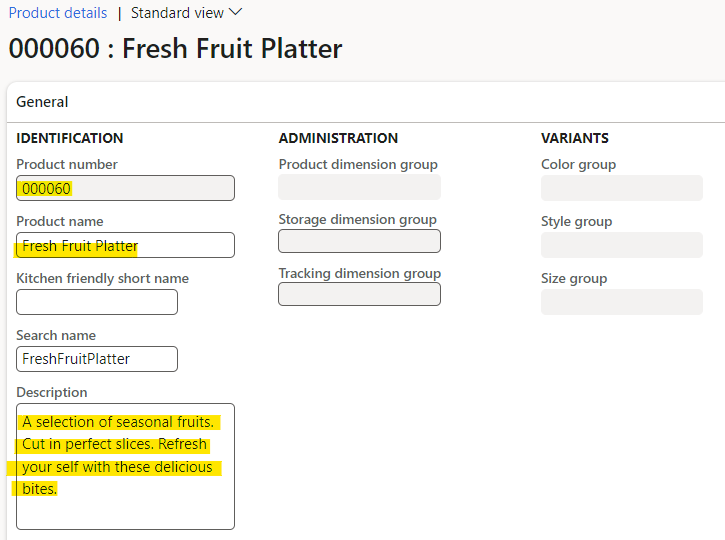 Product details | Standard view
000060 : Fresh Fruit Platter
General
IDENTIFICATION
Product number
000060
Product name
Fresh Fruit Platter
Kitchen friendly short name
Search name
FreshFruitPlatter
Description
A selection of seasonal fruits.
Cut in perfect slices. Refresh
your self with these delicious
bites.
ADMINISTRATION
Product dimension group
Storage dimension group
Tracking dimension group
VARIANTS
Color group
Style group
Size group